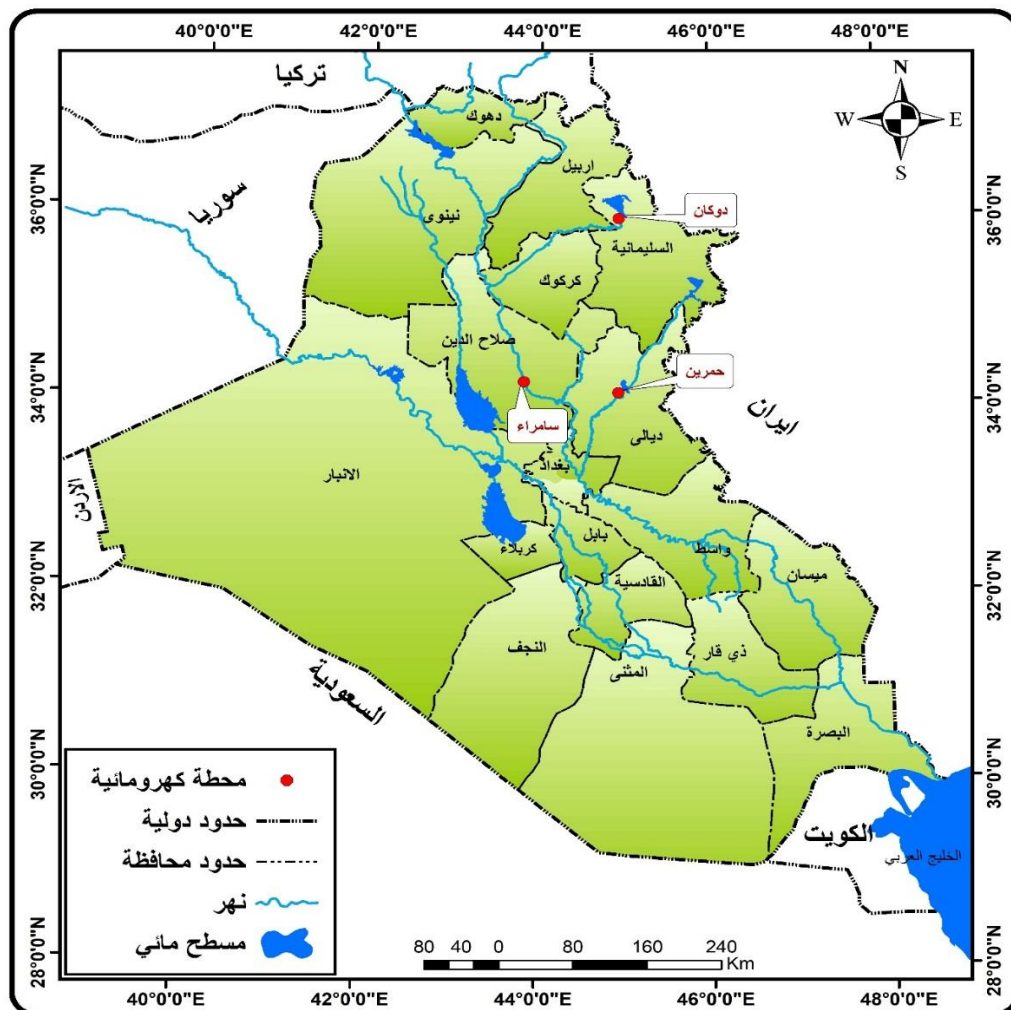 40°0'0"E 42°0'0"E 44°0'0"E 46°0'0"E 48°0'0"E
N
W E
S
تركيا
سوريا
ايران
الاردن
السعودية
الكويت
الخليج العربي
دهوك
اربيل
نينوى
دوكان
السليمانية
كركوك
صلاح الدين
حمرين
سامراء
ديالى
بغداد
الانبار
بابل
واسط
كربلاء
القادسية
ميسان
النجف
المثنى
ذي قار
البصرة
محطة كهرومائية
حدود دولية
حدود محافظة
نهر
مسطح مائي
80 40 0 80 160 240
Km
36°0'0"N
34°0'0"N
32°0'0"N
30°0'0"N
28°0'0"N
36°0'0"N
34°0'0"N
32°0'0"N
30°0'0"N
28°0'0"N
40°0'0"E 42°0'0"E 44°0'0"E 46°0'0"E 48°0'0"E